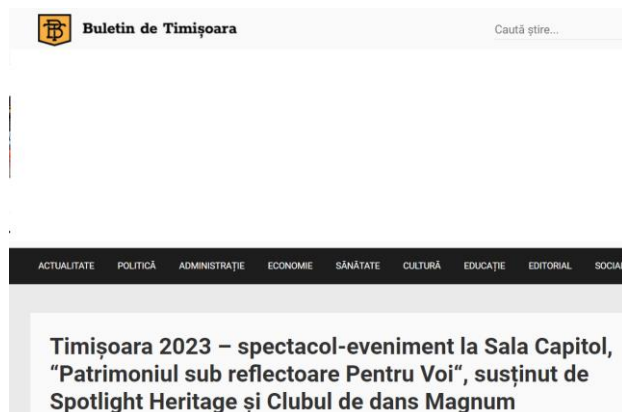 Buletin de Timișoara
Caută știre...
ACTUALITATE POLITICĂ ADMINISTRAȚIE ECONOMIE SĂNĂTATE CULTURĂ EDUCAȚIE EDITORIAL SOCIAL
Timișoara 2023 – spectacol-eveniment la Sala Capitol,
“Patrimoniul sub reflectoare Pentru Voi“, susținut de
Spotlight Heritage și Clubul de dans Magnum